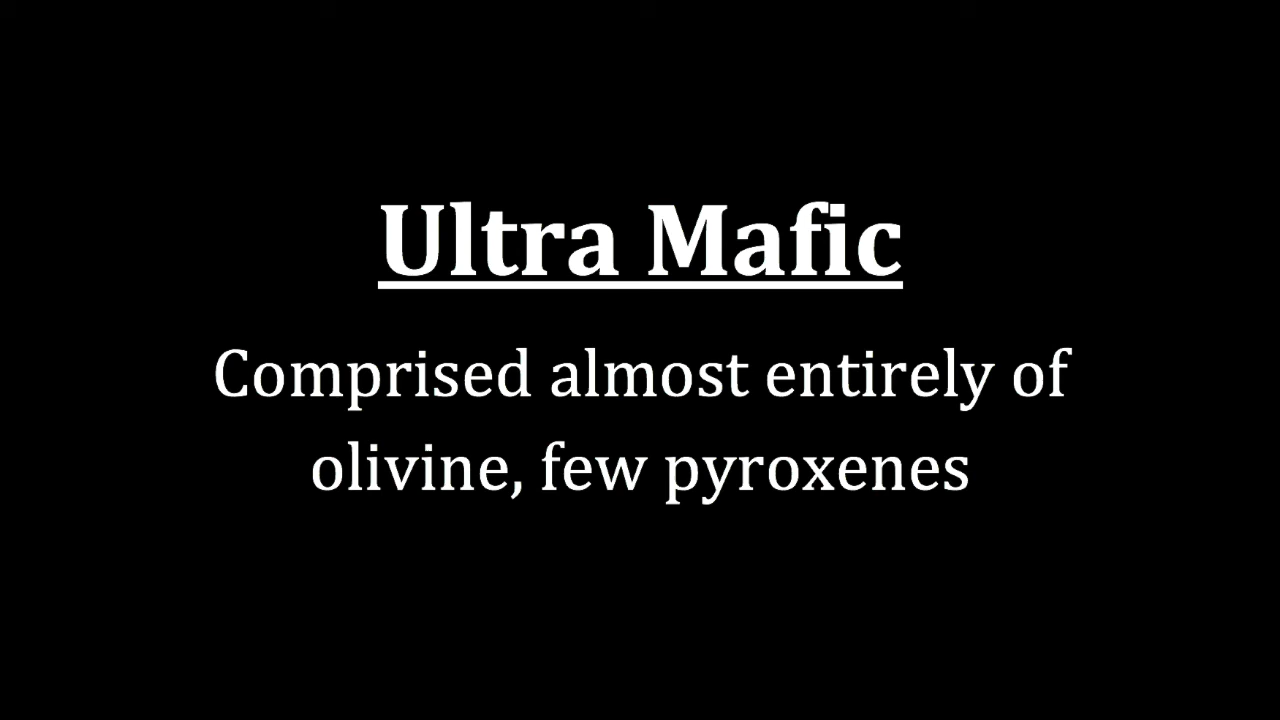 Ultra Mafic
Comprised almost entirely of
olivine, few pyroxenes